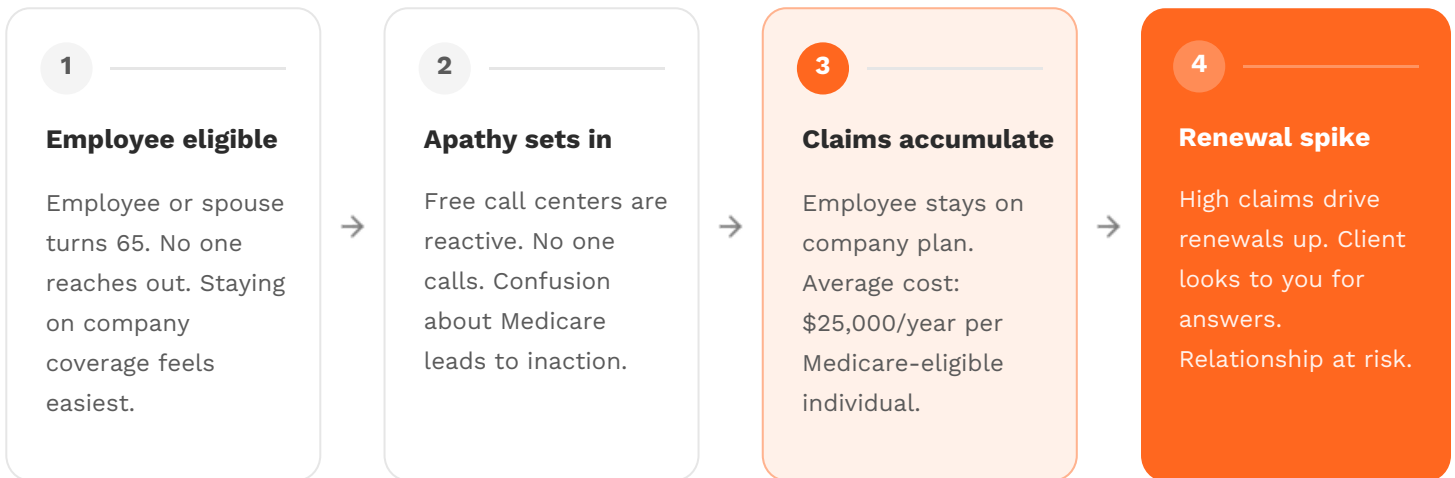 1
Employee eligible
Employee or spouse
turns 65. No one
reaches out. Staying
on company
coverage feels
easiest.
2
Apathy sets in
Free call centers are
reactive. No one
calls. Confusion
about Medicare
leads to inaction.
3
Claims accumulate
Employee stays on
company plan.
Average cost:
$25,000/year per
Medicare-eligible
individual.
4
Renewal spike
High claims drive
renewals up. Client
looks to you for
answers.
Relationship at risk.